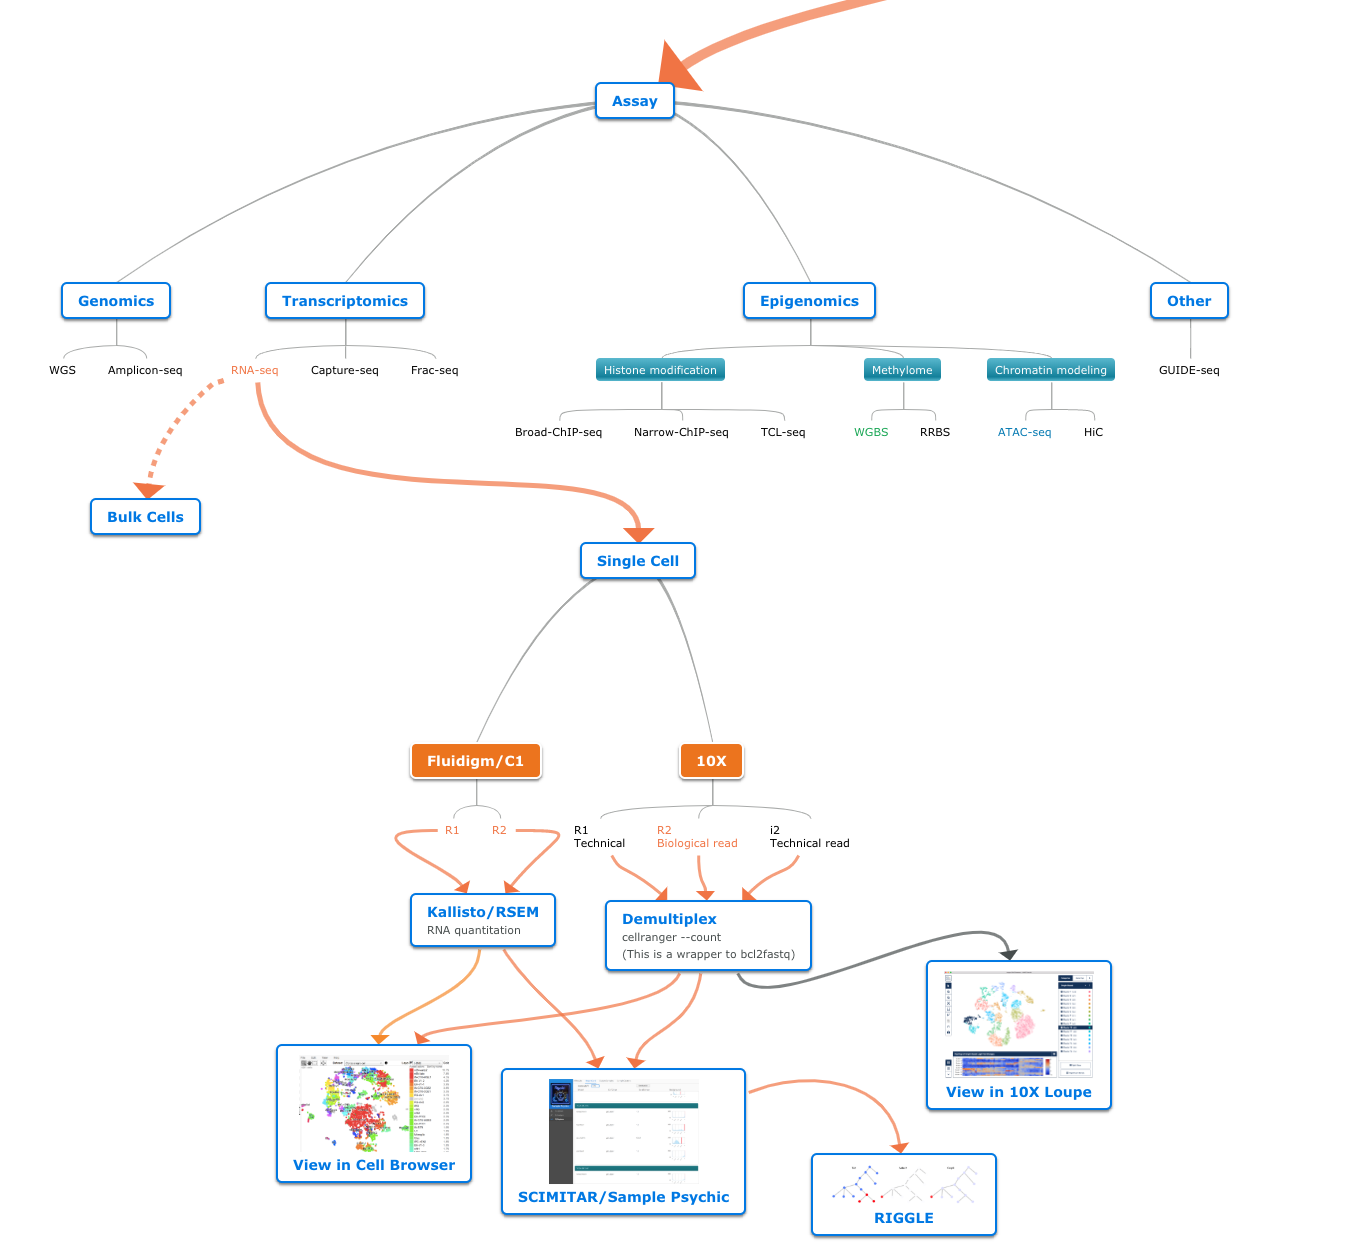 Assay
Genomics
Transcriptomics
Epigenomics
Other
WGS
Amplicon-seq
RNA-seq
Capture-seq
Frac-seq
Histone modification
Methylome
Chromatin modeling
GUIDE-seq
Broad-ChIP-seq
Narrow-ChIP-seq
TCL-seq
WGBS
RRBS
ATAC-seq
HiC
Bulk Cells
Single Cell
Fluidigm/C1
10X
R1
R2
R1
Technical
R2
Biological read
i2
Technical read
Kallisto/RSEM
RNA quantitation
Demultiplex
cellranger --count
(This is a wrapper to bcl2fastq)
View in 10X Loupe
View in Cell Browser
SCIMITAR/Sample Psychic
RIGGLE